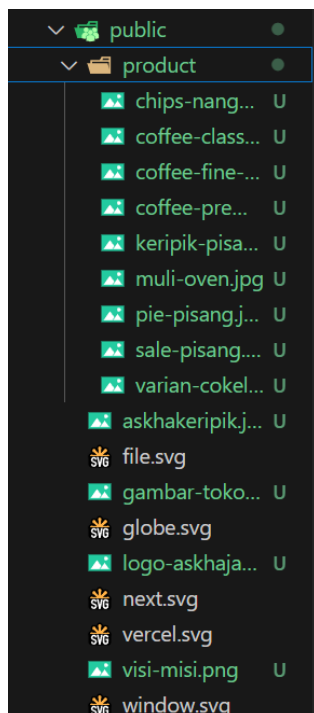 public
product
chips-nang... U
coffee-class... U
coffee-fine-... U
coffee-pre... U
keripik-pisa... U
muli-oven.jpg U
pie-pisang.j... U
sale-pisang.... U
varian-cokel... U
askhakeripik.j... U
SVG file.svg
gambar-toko... U
SVG globe.svg
logo-askhaja... U
SVG next.svg
SVG vercel.svg
visi-misi.png U
SVG window.svg